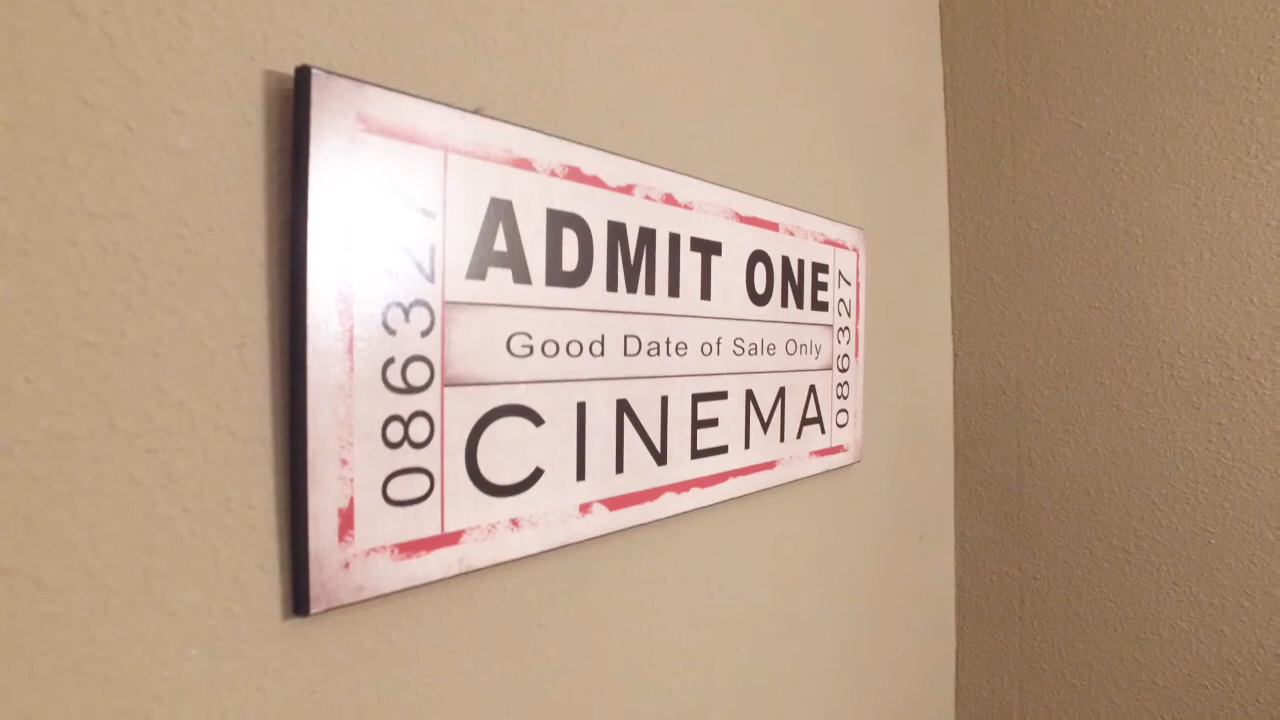 086327
ADMIT ONE
Good Date of Sale Only
CINEMA
086327